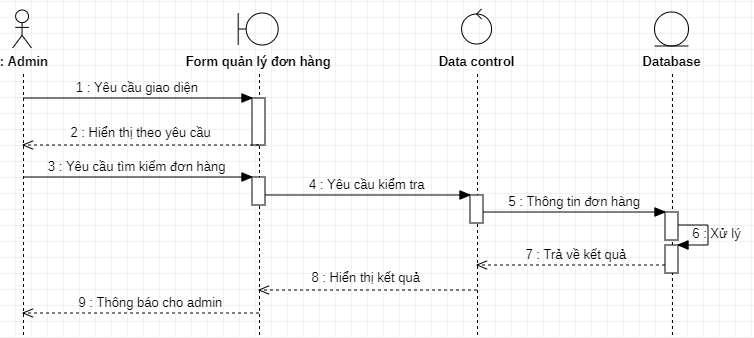 : Admin
Form quản lý đơn hàng
Data control
Database
1 : Yêu cầu giao diện
2 : Hiển thị theo yêu cầu
3 : Yêu cầu tìm kiếm đơn hàng
4 : Yêu cầu kiểm tra
5 : Thông tin đơn hàng
6 : Xử lý
7 : Trả về kết quả
8 : Hiển thị kết quả
9 : Thông báo cho admin